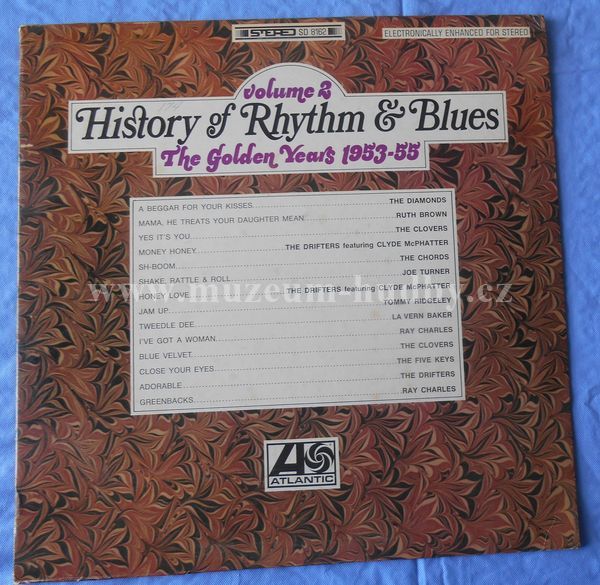 STEREO SD 8162
ELECTRONICALLY ENHANCED FOR STEREO
volume 2
History of Rhythm & Blues
The Golden Years 1953-55
A BEGGAR FOR YOUR KISSES THE DIAMONDS
MAMA, HE TREATS YOUR DAUGHTER MEAN RUTH BROWN
YES IT'S YOU THE CLOVERS
MONEY HONEY THE DRIFTERS featuring CLYDE McPHATTER
SH-BOOM THE CHORDS
SHAKE RATTLE & ROLL JOE TURNER
HONEY LOVE THE DRIFTERS featuring CLYDE McPHATTER
www.muzeum-hudby.cz
JAM UP TOMMY RIDGELEY
TWEEDLE DEE LA VERN BAKER
I'VE GOT A WOMAN RAY CHARLES
BLUE VELVET THE CLOVERS
CLOSE YOUR EYES THE FIVE KEYS
ADORABLE THE DRIFTERS
GREENBACKS RAY CHARLES
ATLANTIC